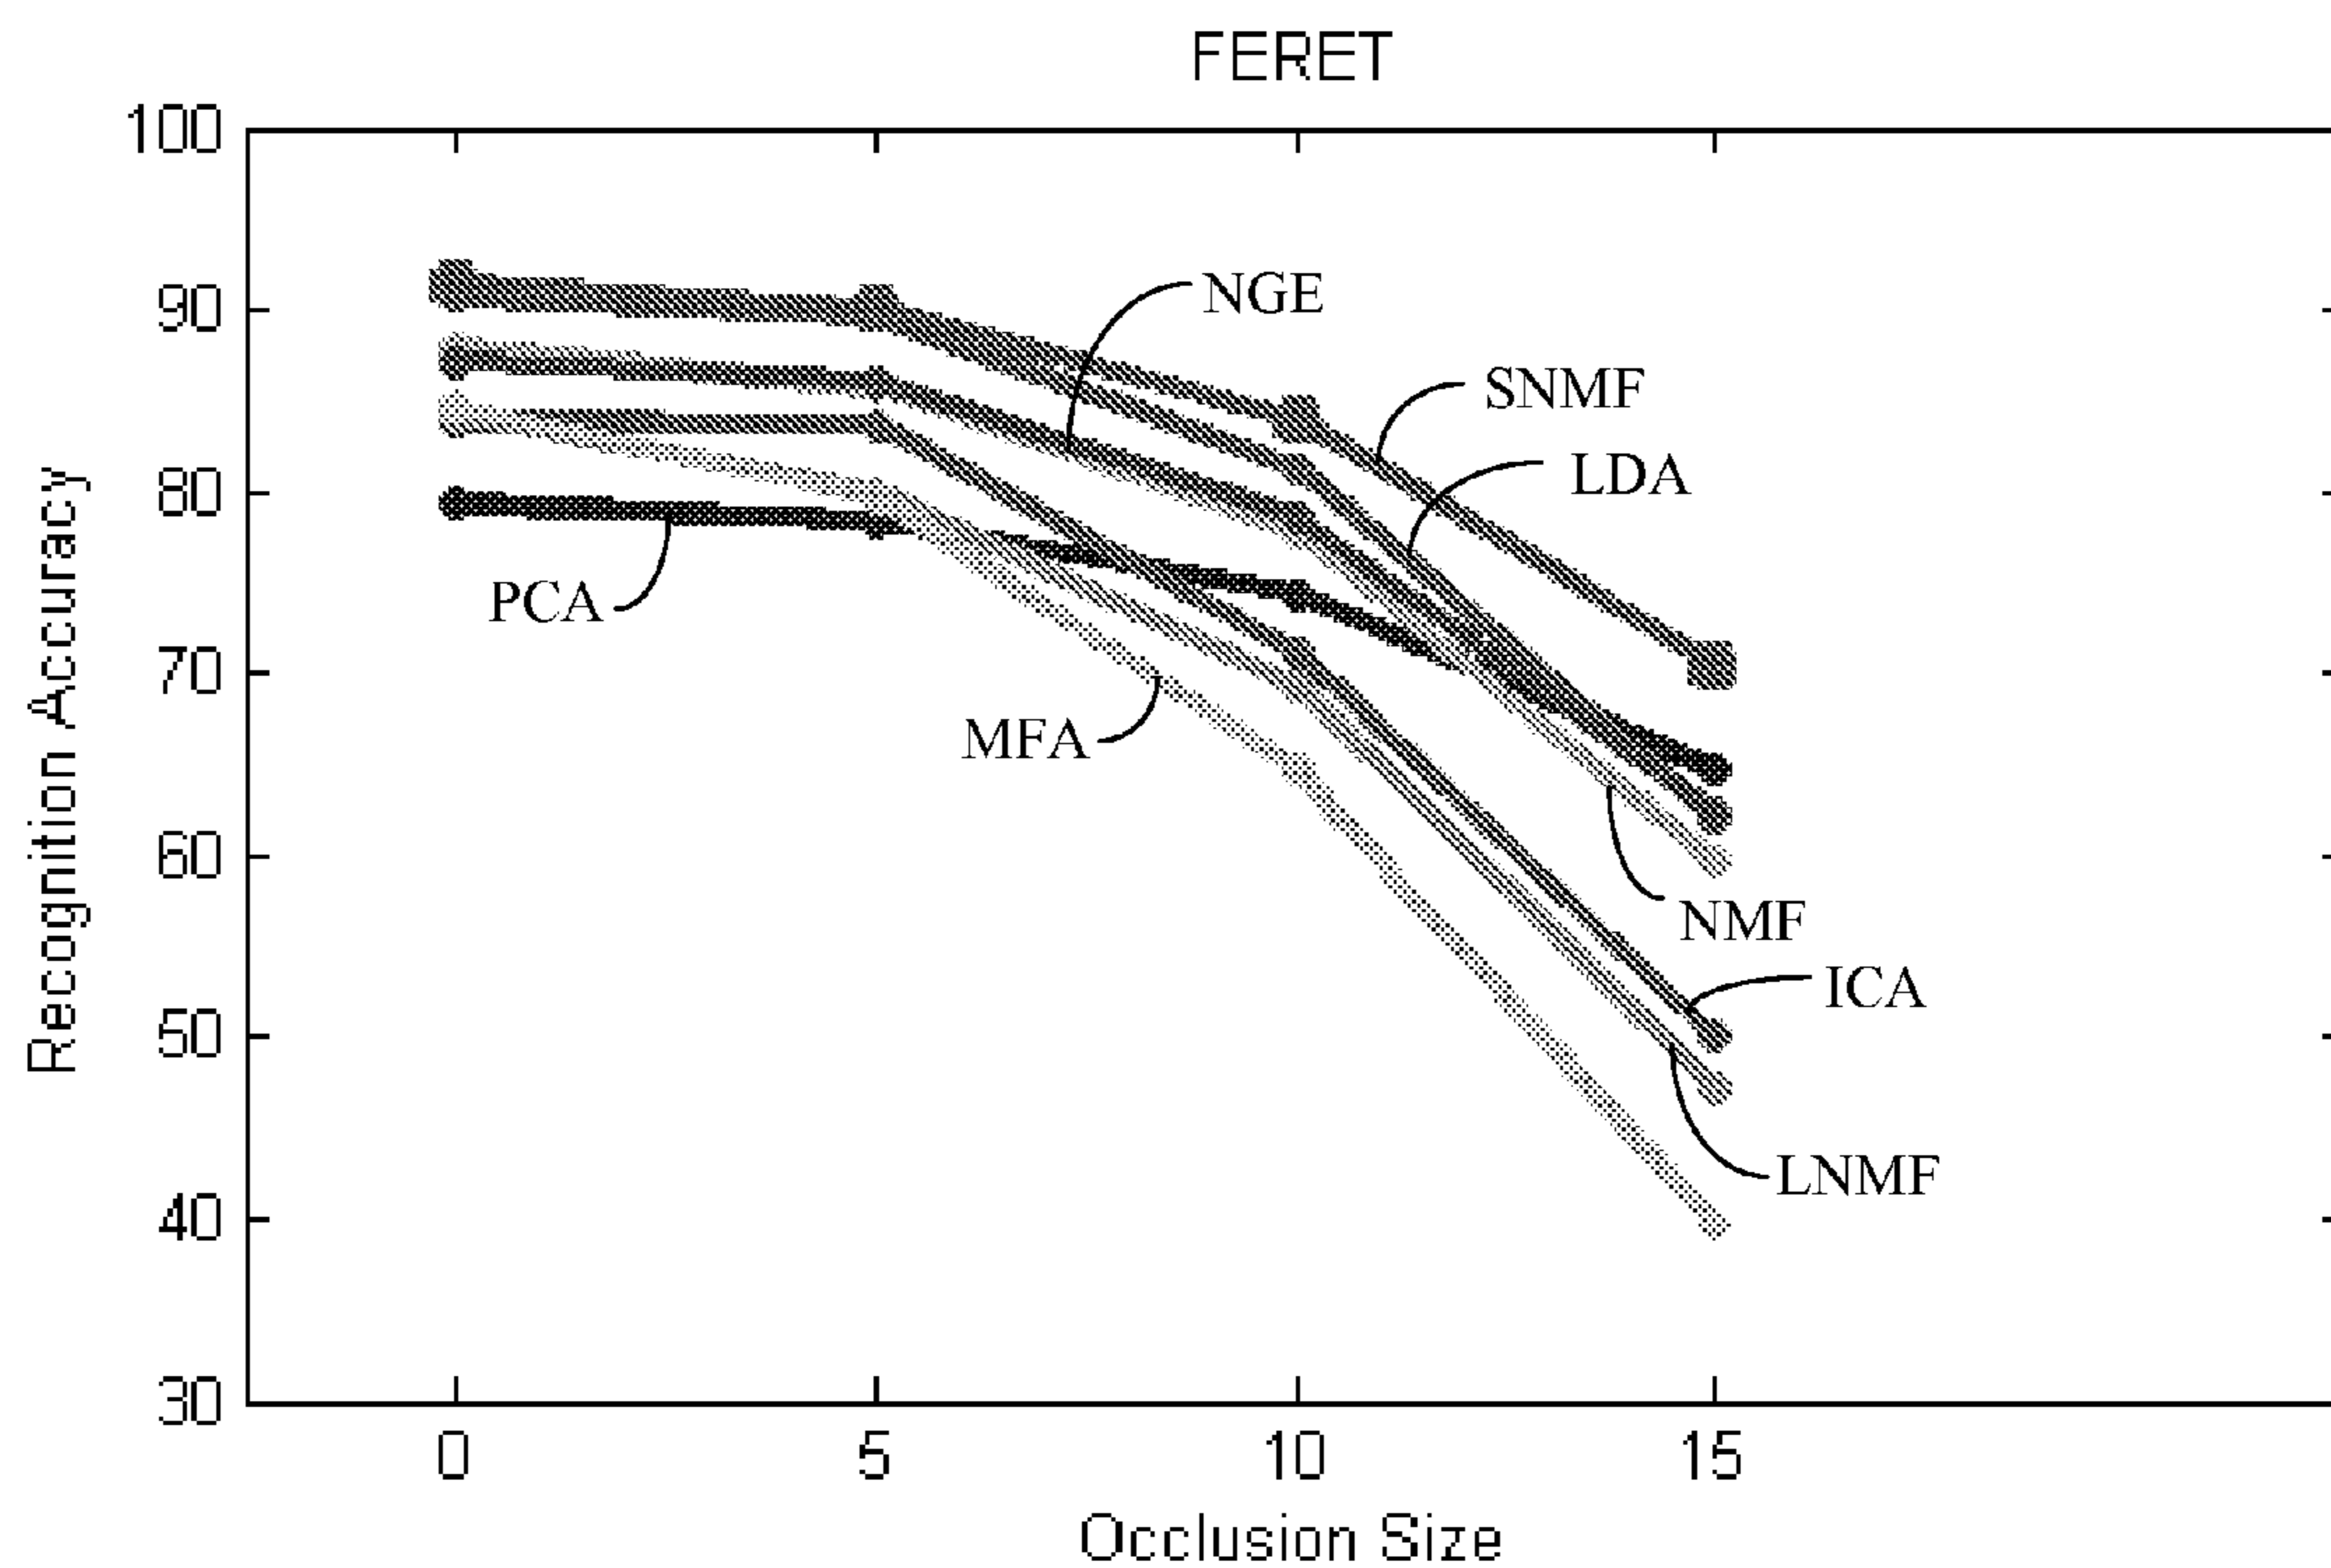 FERET
100
90
80
70
60
50
40
30
Recognition Accuracy
NGE
SNMF
LDA
PCA
MFA
NMF
ICA
LNMF
0 5 10 15
Occlusion Size